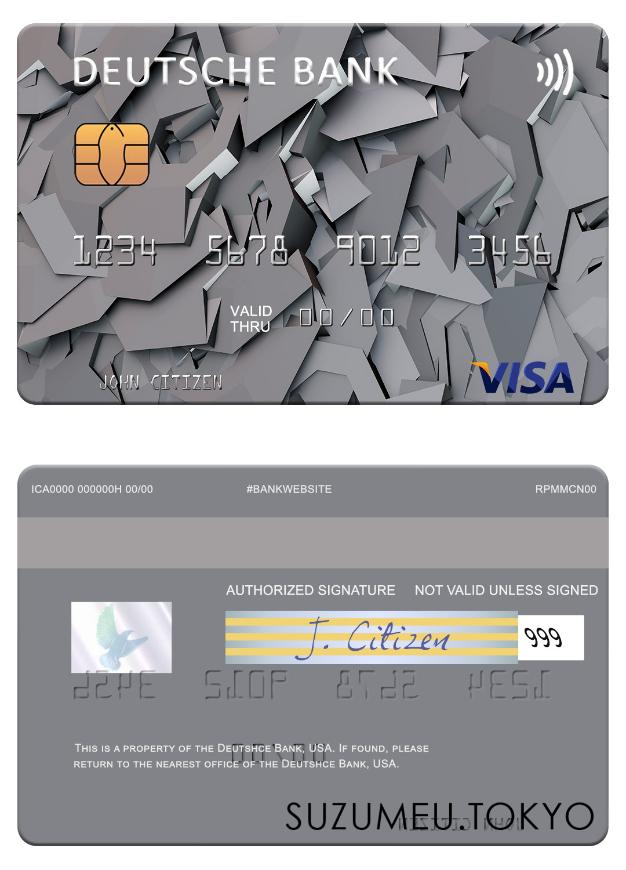 DEUTSCHE BANK
1234 5678 9012 3456
VALID THRU 00/00
JOHN CITIZEN
VISA
ICA0000 000000H 00/00 #BANKWEBSITE RPMMCN00
AUTHORIZED SIGNATURE NOT VALID UNLESS SIGNED
J. Citizen 999
THIS IS A PROPERTY OF THE DEUTSHCE BANK, USA. IF FOUND, PLEASE
RETURN TO THE NEAREST OFFICE OF THE DEUTSHCE BANK, USA.
SUZUMEU.TOKYO